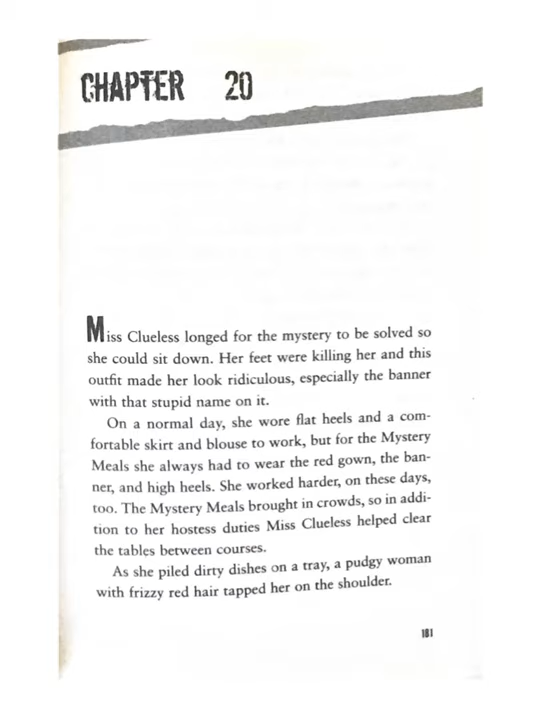 CHAPTER 20
Miss Clueless longed for the mystery to be solved so
she could sit down. Her feet were killing her and this
outfit made her look ridiculous, especially the banner
with that stupid name on it.
On a normal day, she wore flat heels and a com-
fortable skirt and blouse to work, but for the Mystery
Meals she always had to wear the red gown, the ban-
ner, and high heels. She worked harder, on these days,
too. The Mystery Meals brought in crowds, so in addi-
tion to her hostess duties Miss Clueless helped clear
the tables between courses.
As she piled dirty dishes on a tray, a pudgy woman
with frizzy red hair tapped her on the shoulder.
181